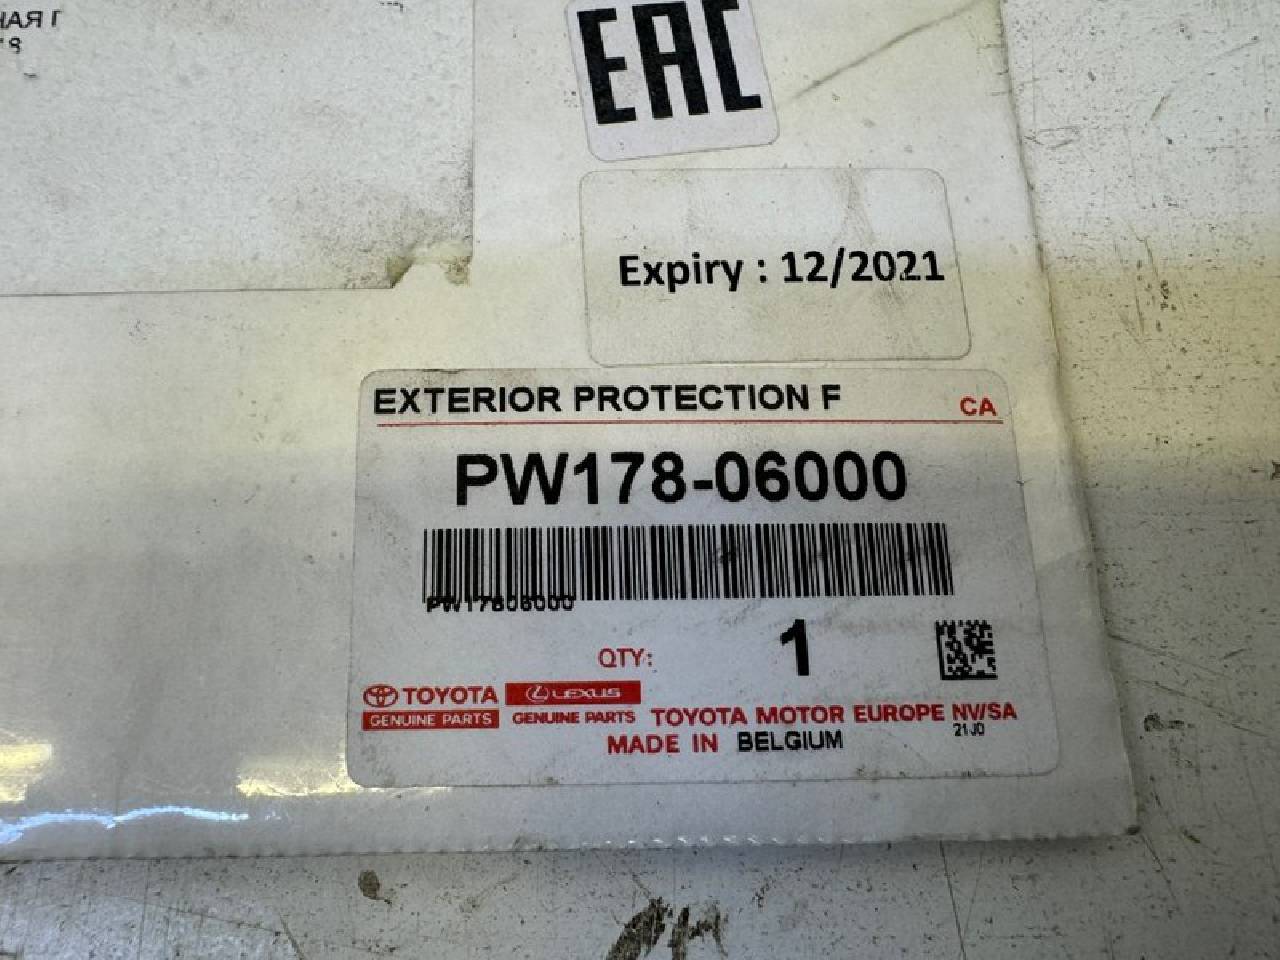 НАЯ Г
EAC
Expiry : 12/2021
EXTERIOR PROTECTION F
CA
PW178-06000
PW17806000
QTY: 1
TOYOTA LEXUS
GENUINE PARTS GENUINE PARTS TOYOTA MOTOR EUROPE NV/SA
MADE IN BELGIUM
21J0